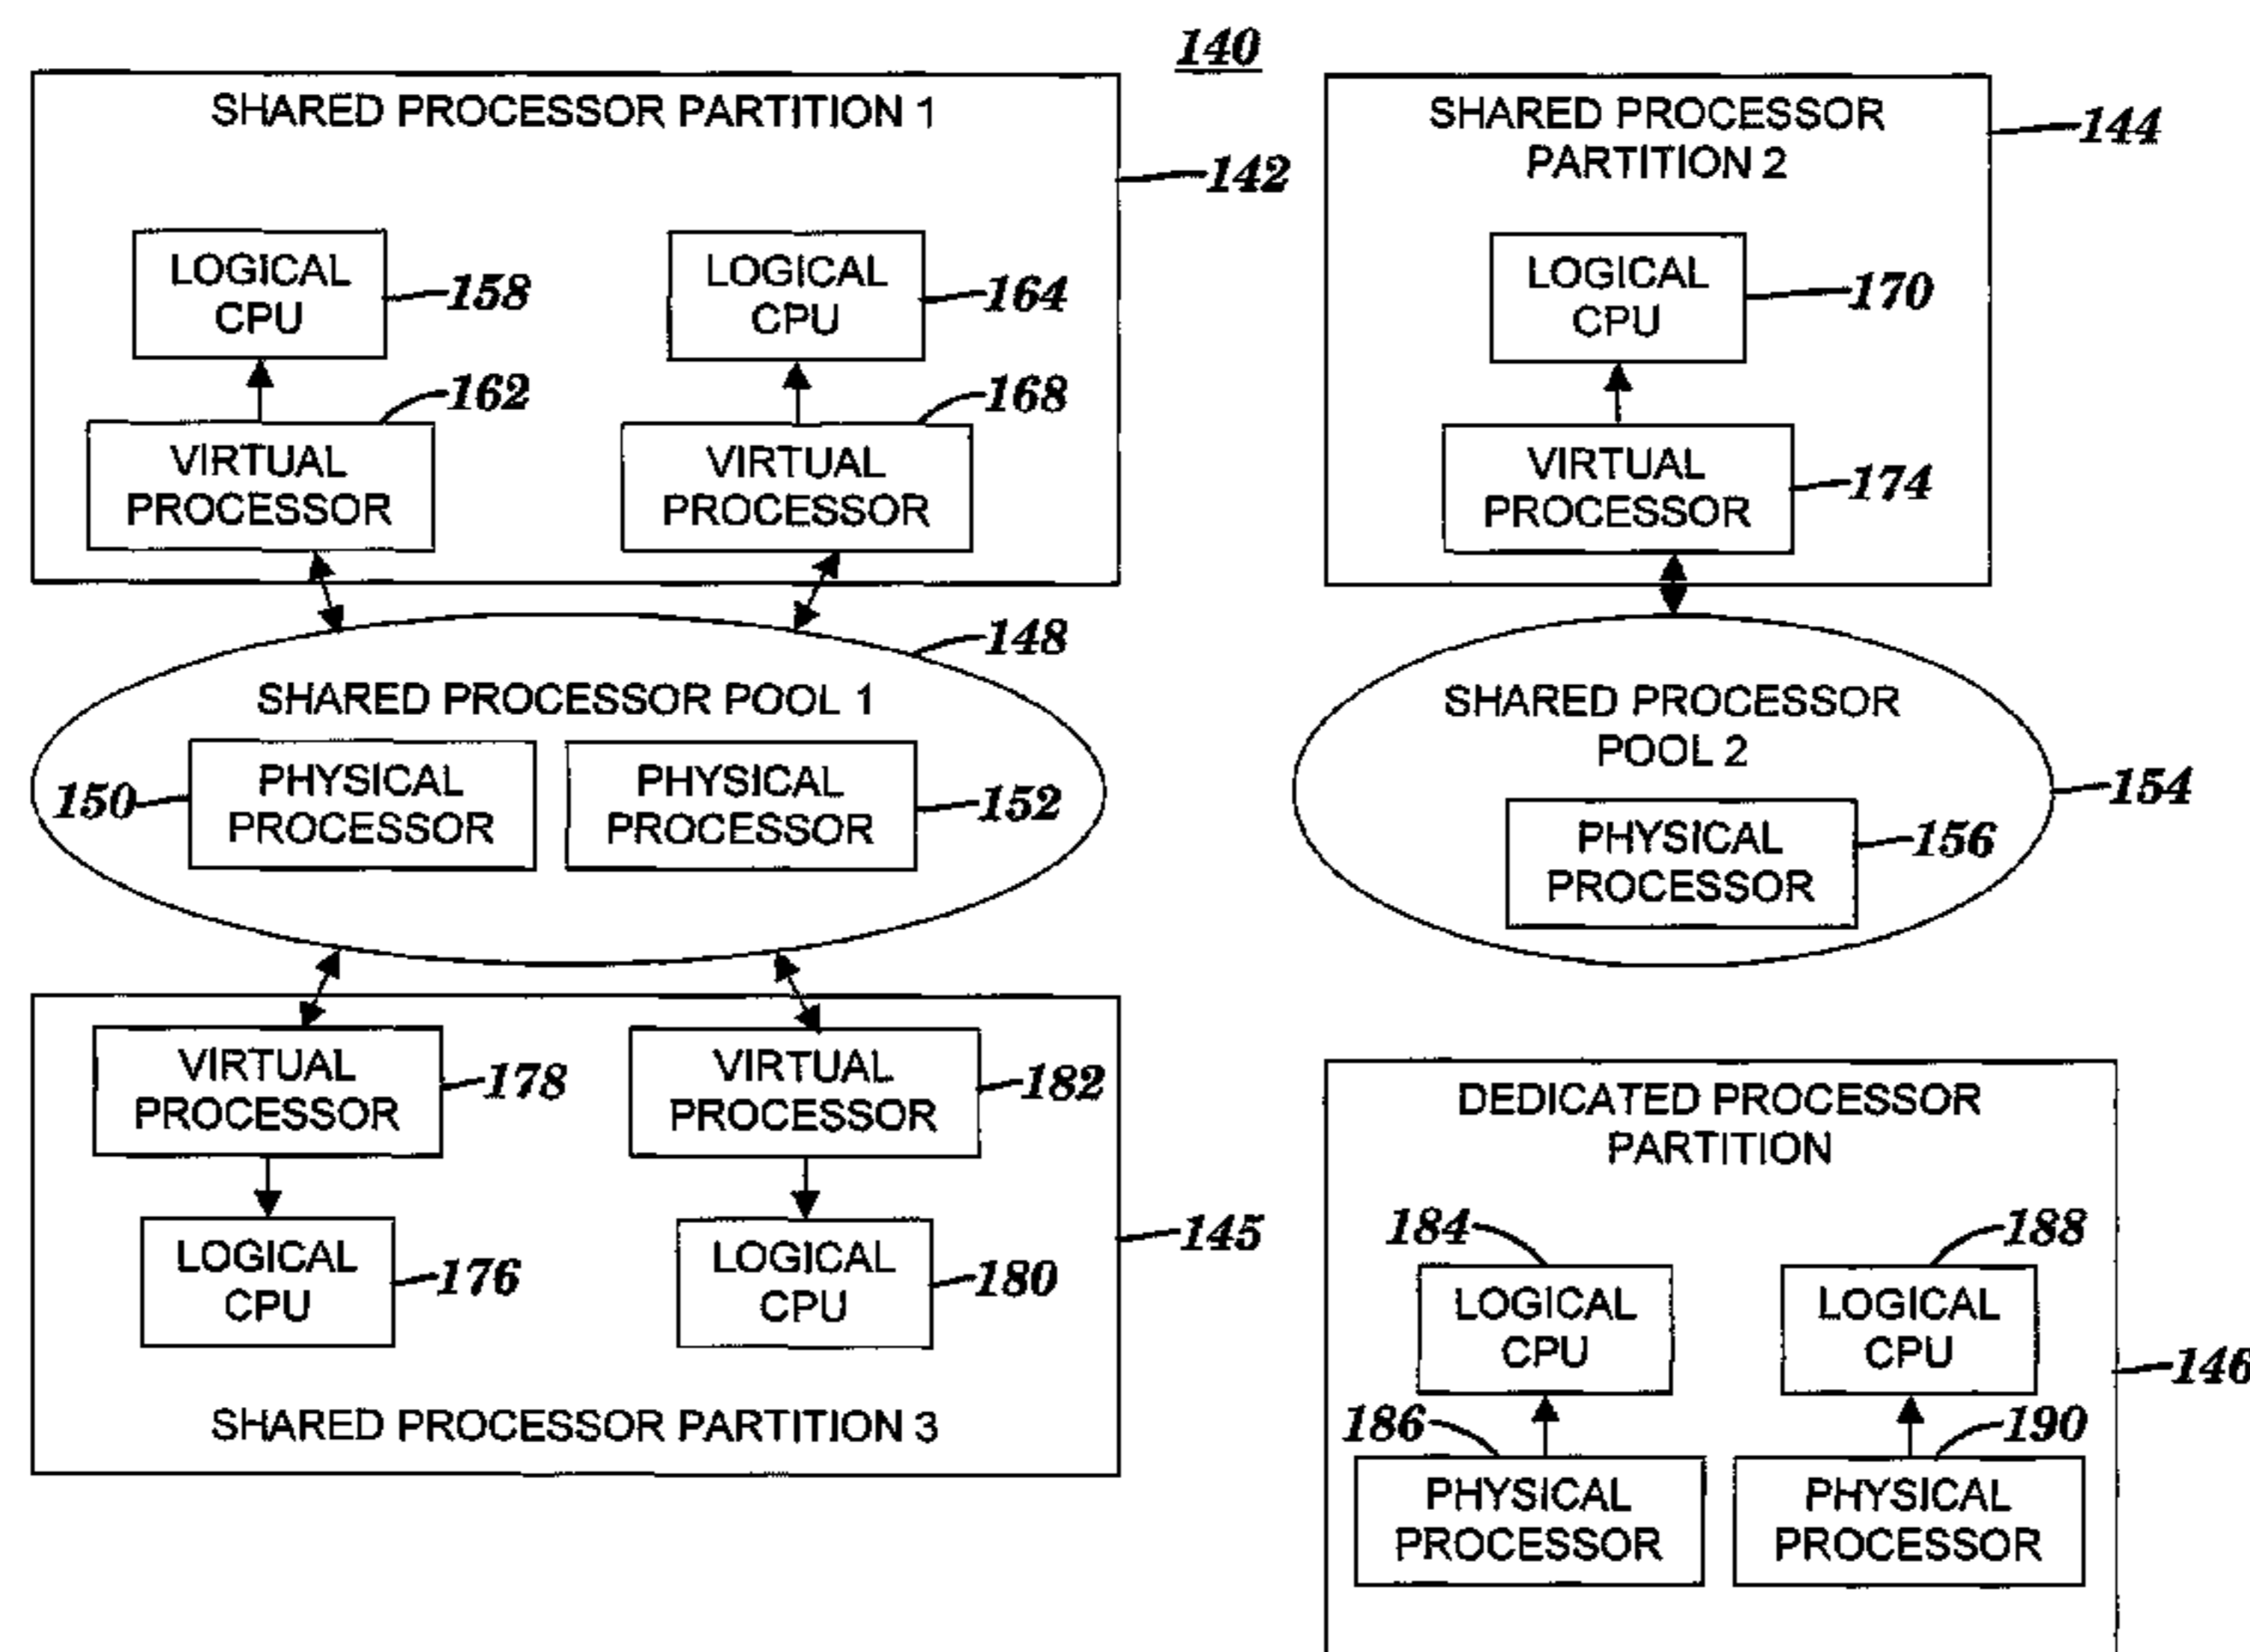 140
SHARED PROCESSOR PARTITION 1
142
LOGICAL
CPU
158
LOGICAL
CPU
164
162
VIRTUAL
PROCESSOR
168
VIRTUAL
PROCESSOR
SHARED PROCESSOR
PARTITION 2
144
LOGICAL
CPU
170
VIRTUAL
PROCESSOR
174
148
SHARED PROCESSOR POOL 1
150
PHYSICAL
PROCESSOR
PHYSICAL
PROCESSOR
152
SHARED PROCESSOR
POOL 2
154
PHYSICAL
PROCESSOR
156
VIRTUAL
PROCESSOR
178
VIRTUAL
PROCESSOR
182
145
LOGICAL
CPU
176
LOGICAL
CPU
180
SHARED PROCESSOR PARTITION 3
DEDICATED PROCESSOR
PARTITION
184
188
LOGICAL
CPU
LOGICAL
CPU
146
186
190
PHYSICAL
PROCESSOR
PHYSICAL
PROCESSOR